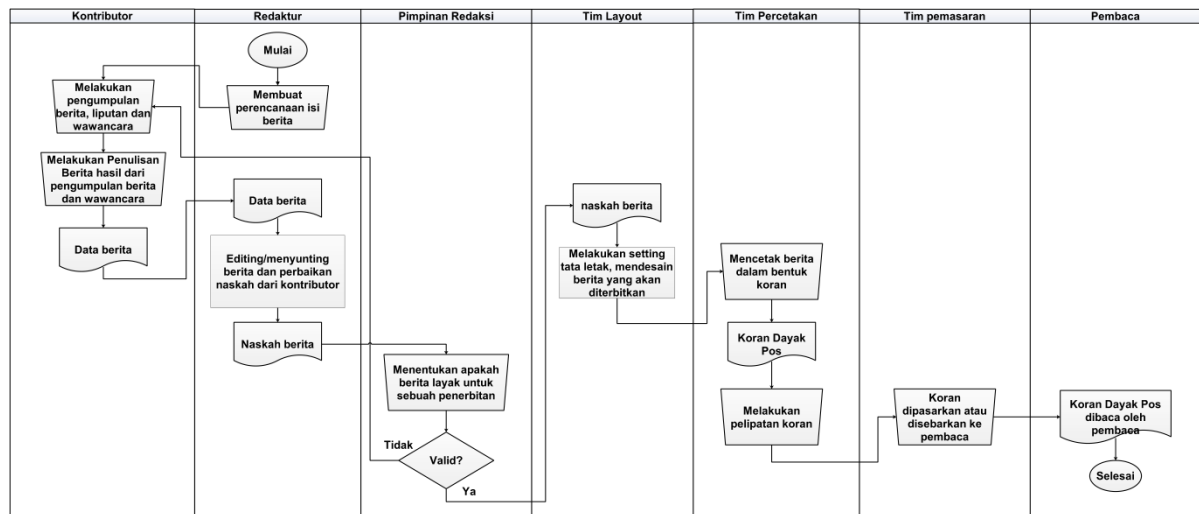 Kontributor
Redaktur
Pimpinan Redaksi
Tim Layout
Tim Percetakan
Tim pemasaran
Pembaca
Mulai
Membuat
perencanaan isi
berita
Melakukan
pengumpulan
berita, liputan dan
wawancara
Melakukan Penulisan
Berita hasil dari
pengumpulan berita
dan wawancara
Data berita
Data berita
Editing/menyunting
berita dan perbaikan
naskah dari kontributor
Naskah berita
Menentukan apakah
berita layak untuk
sebuah penerbitan
Valid?
Tidak
Ya
naskah berita
Melakukan setting
tata letak, mendesain
berita yang akan
diterbitkan
Mencetak berita
dalam bentuk
koran
Koran Dayak
Pos
Melakukan
pelipatan koran
Koran
dipasarkan atau
disebarkan ke
pembaca
Koran Dayak Pos
dibaca oleh
pembaca
Selesai